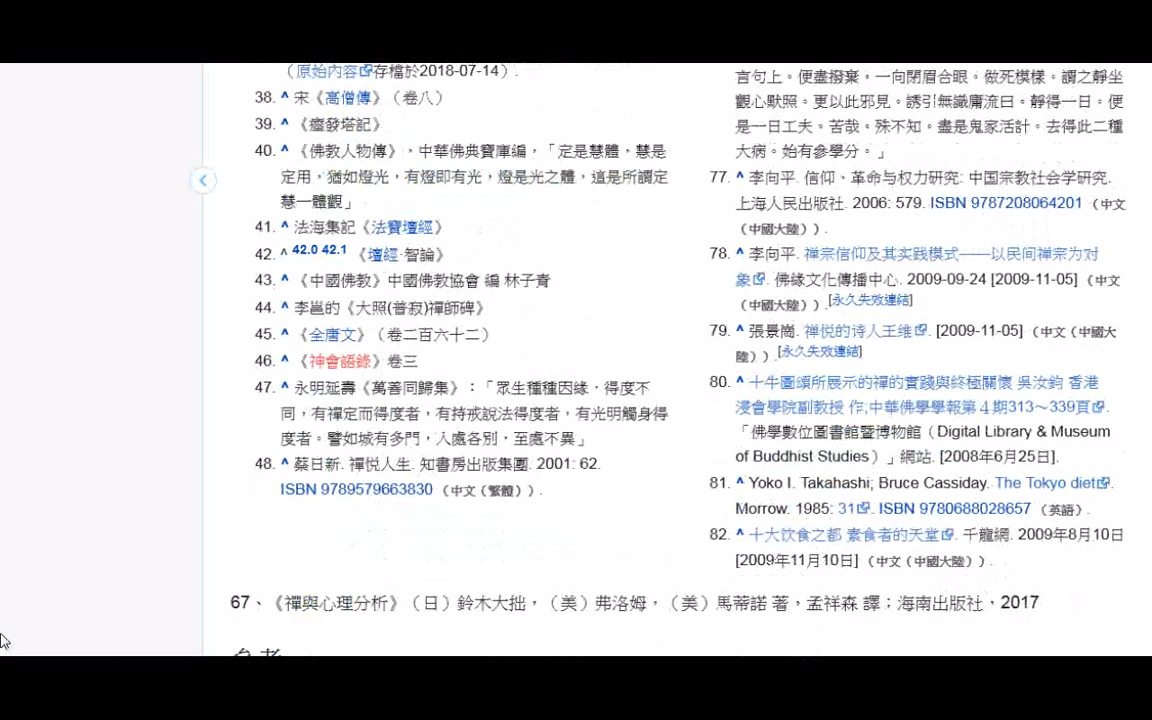 （原始內容存檔於2018-07-14）.
38. ^ 宋《高僧傳》（卷八）
39. ^ 《瘞發塔記》
40. ^ 《佛教人物傳》、中華佛典寶庫編，「定是慧體，慧是
定用，猶如燈光，有燈即有光，燈是光之體，這是所謂定
慧一體觀」
41. ^ 法海集記《法寶壇經》
42. ^ 42.0 42.1 《壇經·智論》
43. ^ 《中國佛教》中國佛教協會 編 林子青
44. ^ 李邕的《大照(普寂)禪師碑》
45. ^ 《全唐文》（卷二百六十二）
46. ^ 《神會語錄》卷三
47. ^ 永明延壽《萬善同歸集》：「眾生種種因緣．得度不
同，有禪定而得度者，有持戒說法得度者，有光明觸身得
度者。譬如城有多門，入處各別，至處不異」
48. ^ 蔡日新. 禪悅人生. 知書房出版集團. 2001: 62.
ISBN 9789579663830 （中文（繁體））.
言句上。便盡撥棄，一向閉眉合眼。做死模樣。謂之靜坐
觀心默照。更以此邪見。誘引無識庸流曰。靜得一日。便
是一日工夫。苦哉。殊不知。盡是鬼家活計。去得此二種
大病。始有參學分。」
77. ^ 李向平. 信仰、革命与权力研究: 中国宗教社会学研究.
上海人民出版社. 2006: 579. ISBN 9787208064201 （中文
（中國大陸））.
78. ^ 李向平. 禅宗信仰及其实践模式——以民间禅宗为对
象. 佛緣文化傳播中心. 2009-09-24 [2009-11-05] （中文
（中國大陸））.[永久失效連結]
79. ^ 張景崗. 禅悦的诗人王维. [2009-11-05] （中文（中國大
陸））.[永久失效連結]
80. ^ 十牛圖頌所展示的禪的實踐與終極關懷 吳汝鈞 香港
浸會學院副教授 作;中華佛學學報第４期313～339頁.
「佛學數位圖書館暨博物館（Digital Library & Museum
of Buddhist Studies）」網站. [2008年6月25日].
81. ^ Yoko I. Takahashi; Bruce Cassiday. The Tokyo diet.
Morrow. 1985: 31. ISBN 9780688028657 （英語）.
82. ^ 十大饮食之都 素食者的天堂. 千龍網. 2009年8月10日
[2009年11月10日] （中文（中國大陸））.
67、《禪與心理分析》（日）鈴木大拙，（美）弗洛姆，（美）馬蒂諾 著，孟祥森 譯；海南出版社、2017